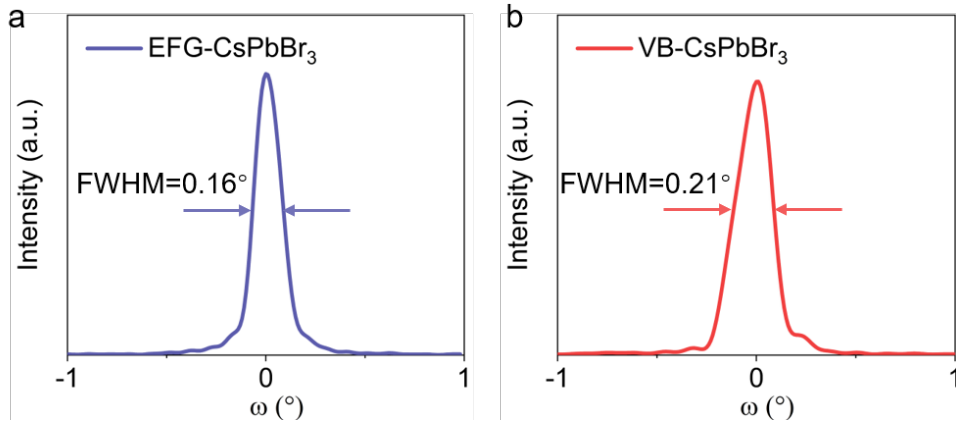 a
EFG-CsPbBr₃
Intensity (a.u.)
FWHM=0.16°
-1
0
1
ω (°)
b
VB-CsPbBr₃
Intensity (a.u.)
FWHM=0.21°
-1
0
1
ω (°)